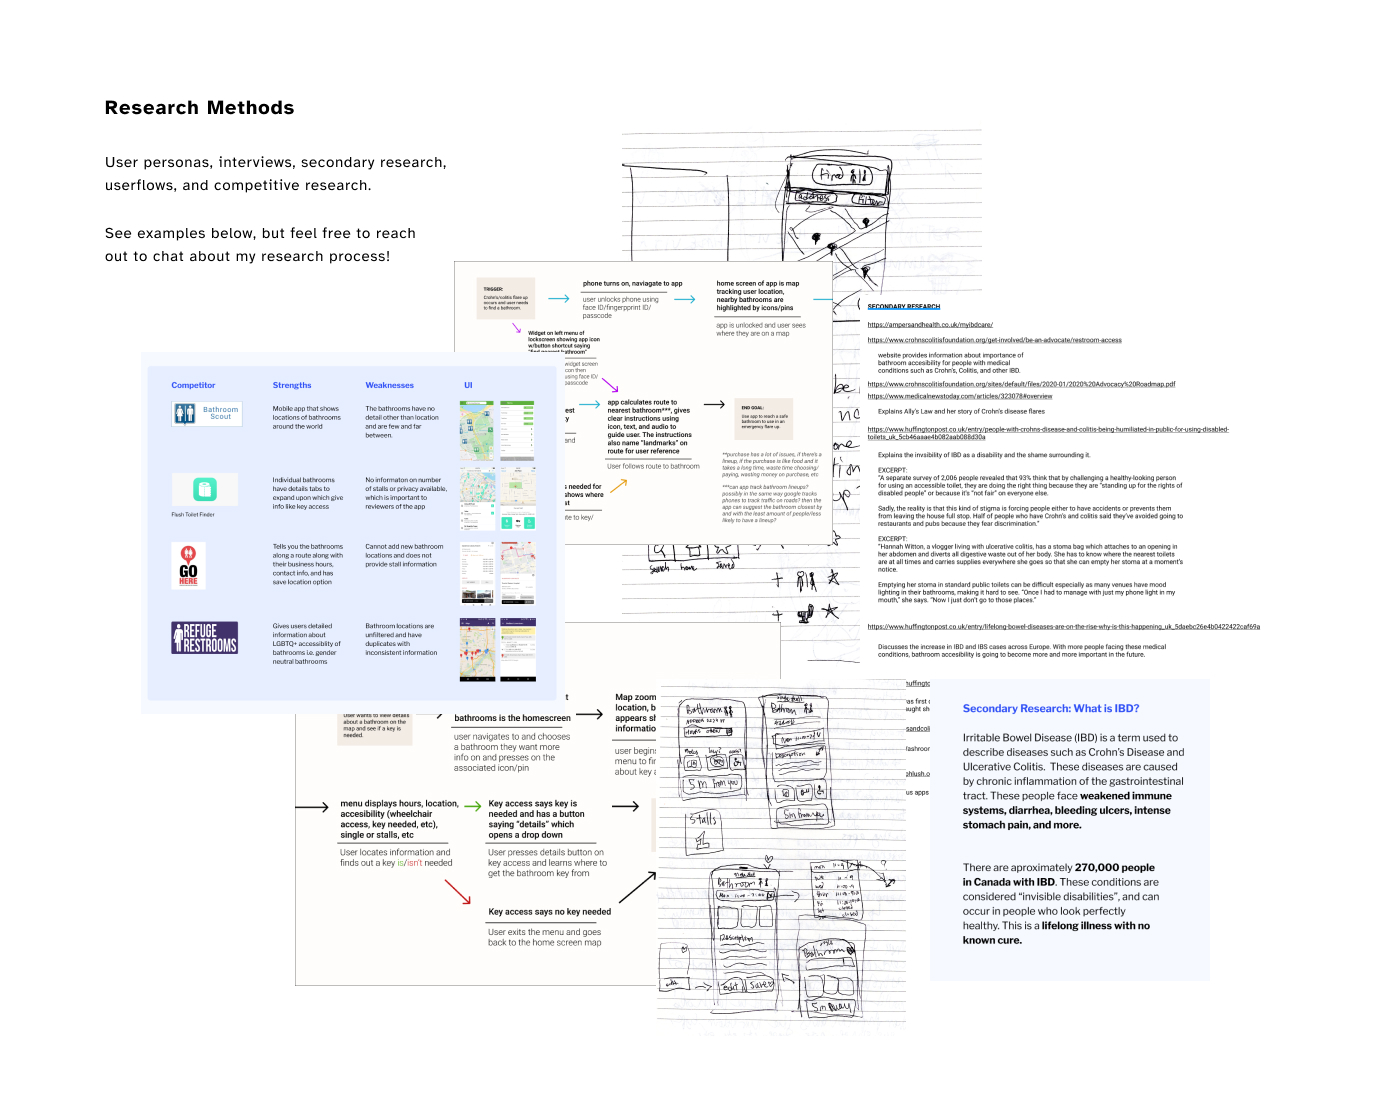 Research Methods
User personas, interviews, secondary research,
userflows, and competitive research.
See examples below, but feel free to reach
out to chat about my research process!
find
address
filter
TRIGGER:
Crohn's/colitis flare up
occurs and user needs
to find a bathroom.
phone turns on, naviagate to app
user unlocks phone using
face ID/fingerprint ID/
passcode
home screen of app is map
tracking user location,
nearby bathrooms are
highlighted by icons/pins
app is unlocked and user sees
where they are on a map
Widget on left menu of
lockscreen showing app icon
w/button shortcut saying
"find nearest bathroom"
widget screen
con then
using face ID/
passcode
app calculates route to
nearest bathroom***, gives
clear instructions using
icon, text, and audio to
guide user. The instructions
also name "landmarks" on
route for user reference
User follows route to bathroom
END GOAL:
Use app to reach a safe
bathroom to use in an
emergency flare up.
**purchase has a lot of issues, if there's a
lineup, if the purchase is like food and it
takes a long time, waste time choosing/
paying, wasting money on purchase, etc
***can app track bathroom lineups?
possibly in the same way google tracks
phones to track traffic on roads? then the
app can suggest the bathroom closest by
and with the least amount of people/less
likely to have a lineup?
s needed for
shows where
st
te to key/
search home saved
SECONDARY RESEARCH
https://ampersandhealth.co.uk/myibdcare/
https://www.crohnscolitisfoundation.org/get-involved/be-an-advocate/restroom-access
website provides information about importance of
bathroom accesibility for people with medical
conditions such as Crohn's, Colitis, and other IBD.
https://www.crohnscolitisfoundation.org/sites/default/files/2020-01/2020%20Advocacy%20Roadmap.pdf
https://www.medicalnewstoday.com/articles/323078#overview
Explains Ally's Law and her story of Crohn's disease flares
https://www.huffingtonpost.co.uk/entry/people-with-crohns-disease-and-colitis-being-humiliated-in-public-for-using-disabled-
toilets_uk_5cb46aaae4b082aab088d30a
Explains the invsibility of IBD as a disability and the shame surrounding it.
EXCERPT:
"A separate survey of 2,006 people revealed that 93% think that by challenging a healthy-looking person
for using an accessible toilet, they are doing the right thing because they are "standing up for the rights of
disabled people" or because it's "not fair" on everyone else.
Sadly, the reality is that this kind of stigma is forcing people either to have accidents or prevents them
from leaving the house full stop. Half of people who have Crohn's and colitis said they've avoided going to
restaurants and pubs because they fear discrimination."
EXCERPT:
"Hannah Witton, a vlogger living with ulcerative colitis, has a stoma bag which attaches to an opening in
her abdomen and diverts all digestive waste out of her body. She has to know where the nearest toilets
are at all times and carries supplies everywhere she goes so that she can empty her stoma at a moment's
notice.
Emptying her stoma in standard public toilets can be difficult especially as many venues have mood
lighting in their bathrooms, making it hard to see. "Once I had to manage with just my phone light in my
mouth," she says. "Now I just don't go to those places."
https://www.huffingtonpost.co.uk/entry/lifelong-bowel-diseases-are-on-the-rise-why-is-this-happening_uk_5daebc26e4b0422422caf69a
Discusses the increase in IBD and IBS cases across Europe. With more people facing these medical
conditions, bathroom accesibility is going to become more and more important in the future.
Competitor Strengths Weaknesses UI
Bathroom
Scout
Mobile app that shows
locations of bathrooms
around the world
The bathrooms have no
detail other than location
and are few and far
between.
Flush Toilet Finder
Individual bathrooms
have details tabs to
expand upon which give
info like key access
No informaton on number
of stalls or privacy available,
which is important to
reviewers of the app
GO
HERE
Tells you the bathrooms
along a route along with
their business hours,
contact info, and has
save location option
Cannot add new bathroom
locations and does not
provide stall information
REFUGE
RESTROOMS
Gives users detailed
information about
LGBTQ+ accessiblity of
bathrooms i.e. gender
neutral bathrooms
Bathroom locations are
unfiltered and have
duplicates with
inconsistent information
User wants to view details
about a bathroom on the
map and see if a key is
needed.
bathrooms is the homescreen
user navigates to and chooses
a bathroom they want more
info on and presses on the
associated icon/pin
Map zoom
location, b
appears sh
informatio
user begins
menu to fir
about key a
menu displays hours, location,
accesibility (wheelchair
access, key needed, etc),
single or stalls, etc
User locates information and
finds out a key is/isn't needed
Key access says key is
needed and has a button
saying "details" which
opens a drop down
User presses details button on
key access and learns where to
get the bathroom key from
Key access says no key needed
User exits the menu and goes
back to the home screen map
Bathroom
5m from you
Stalls
1
Bathroom
Description
Edit Saved
Bathroom
5m away
Secondary Research: What is IBD?
Irritable Bowel Disease (IBD) is a term used to
describe diseases such as Crohn's Disease and
Ulcerative Colitis. These diseases are caused
by chronic inflammation of the gastrointestinal
tract. These people face weakened immune
systems, diarrhea, bleeding ulcers, intense
stomach pain, and more.
There are aproximately 270,000 people
in Canada with IBD. These conditions are
considered "invisible disabilities", and can
occur in people who look perfectly
healthy. This is a lifelong illness with no
known cure.